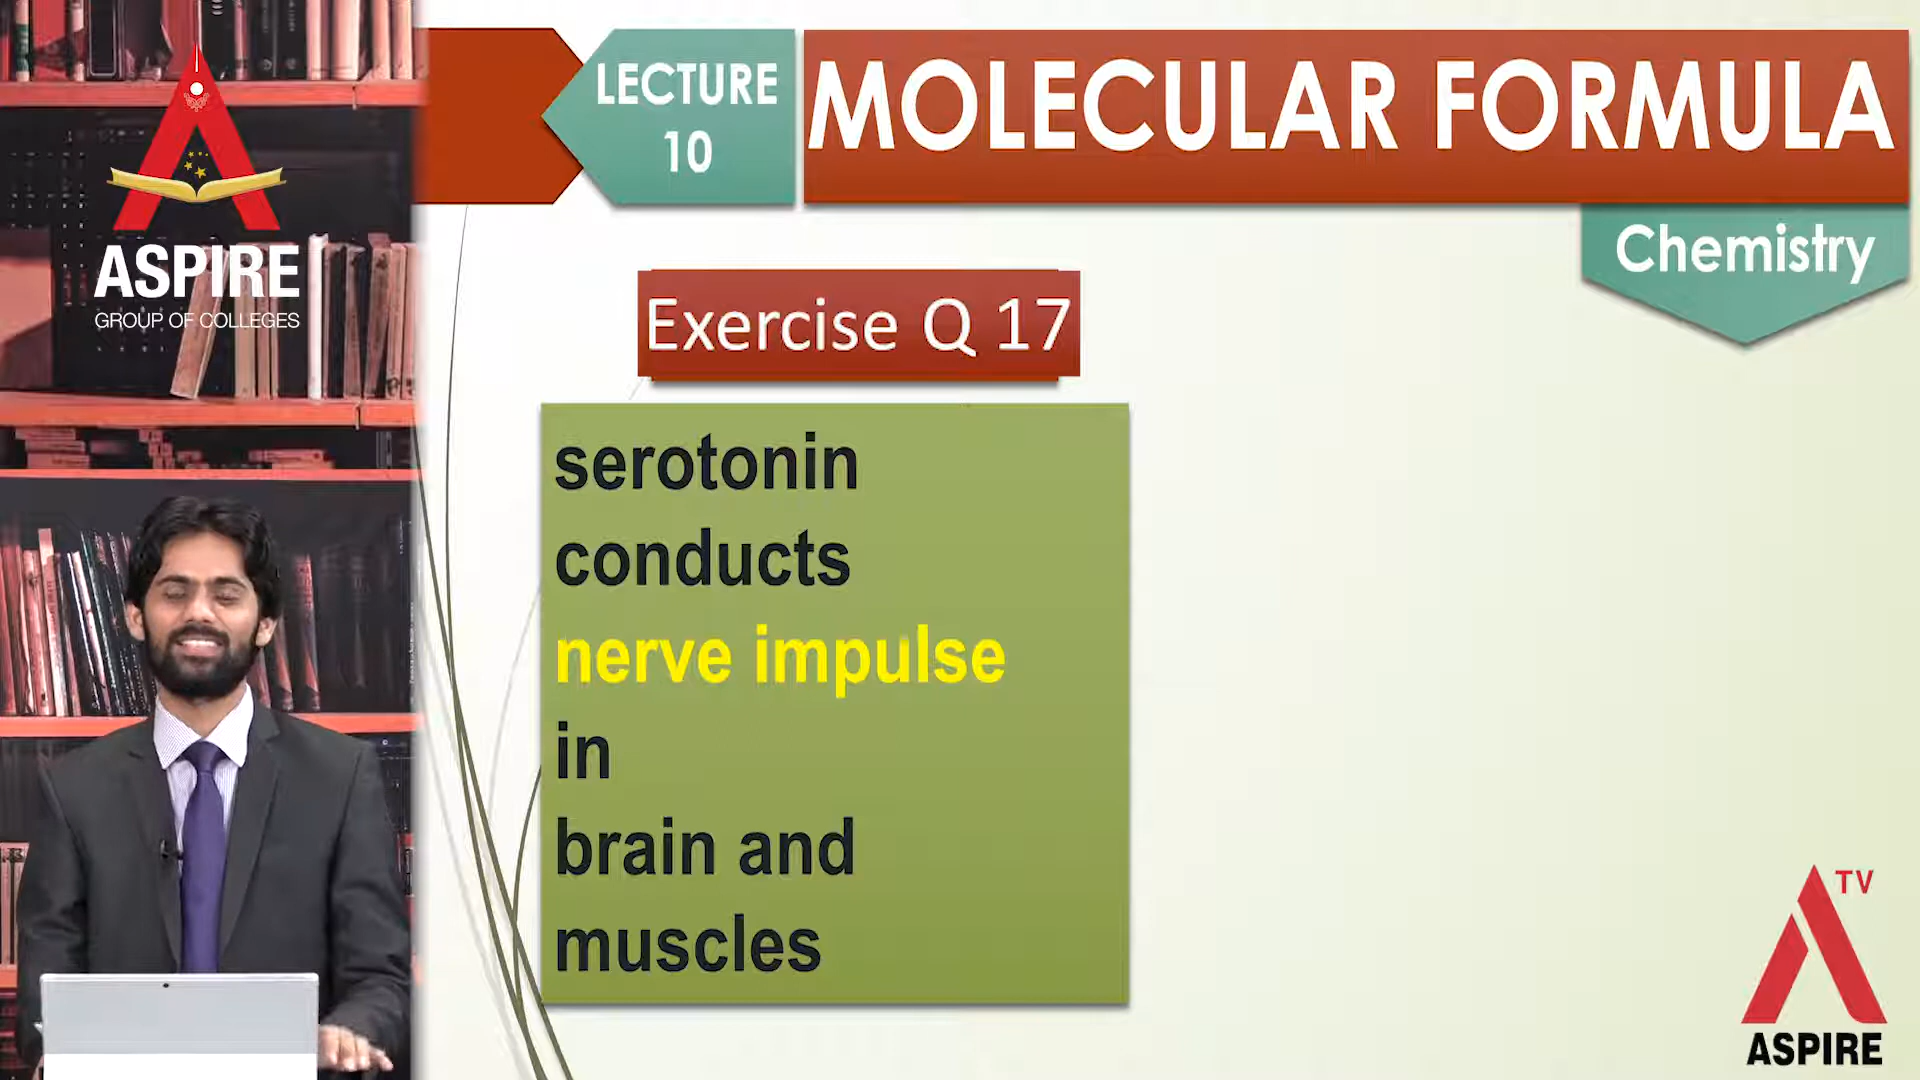 ASPIRE
GROUP OF COLLEGES
LECTURE
10
MOLECULAR FORMULA
Chemistry
Exercise Q 17
serotonin
conducts
nerve impulse
in
brain and
muscles
TV
ASPIRE